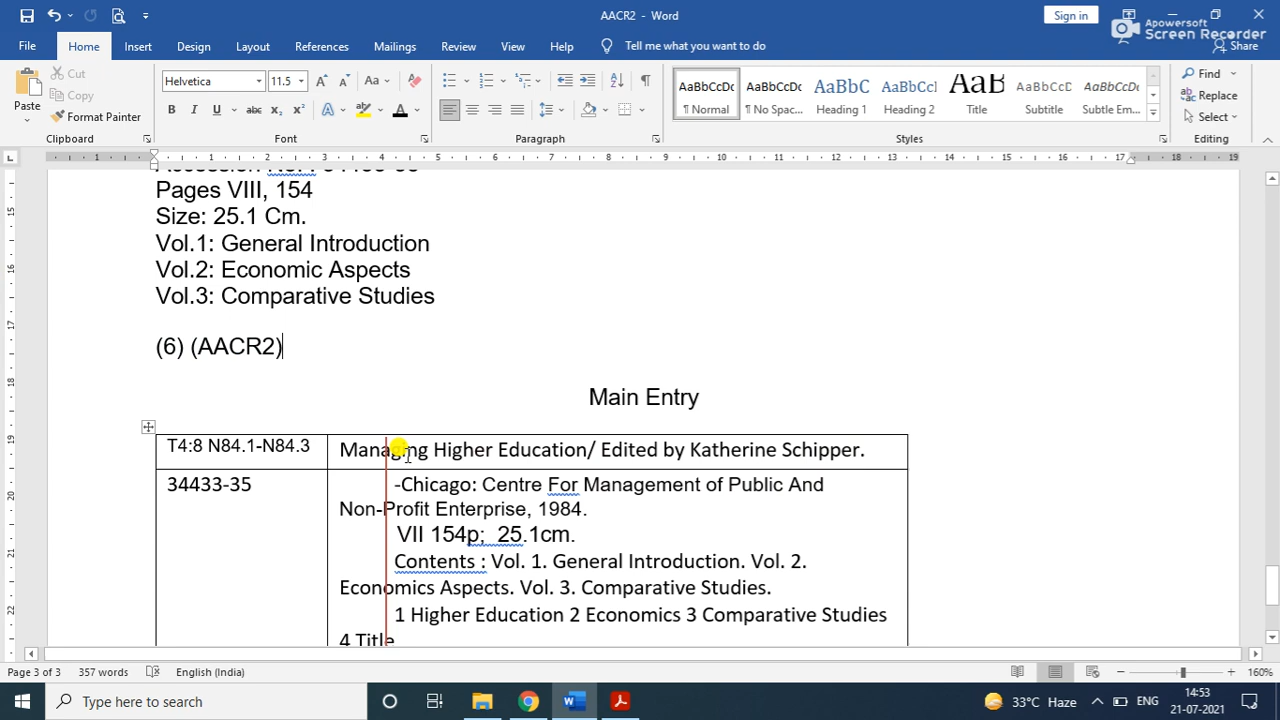 AACR2 - Word
Sign in
Apowersoft
Screen Recorder
File Home Insert Design Layout References Mailings Review View Help Tell me what you want to do Share
Paste
Cut
Copy
Format Painter
Clipboard
Helvetica 11.5
Font
Paragraph
AaBbCcDc AaBbCcDc AaBbC AaBbCcl AaB AaBbCcD AaBbCcDc
¶ Normal ¶ No Spac... Heading 1 Heading 2 Title Subtitle Subtle Em...
Styles
Find
Replace
Select
Editing
Pages VIII, 154
Size: 25.1 Cm.
Vol.1: General Introduction
Vol.2: Economic Aspects
Vol.3: Comparative Studies
(6) (AACR2)
Main Entry
T4:8 N84.1-N84.3 Managing Higher Education/ Edited by Katherine Schipper.
34433-35 -Chicago: Centre For Management of Public And
Non-Profit Enterprise, 1984.
VII 154p; 25.1cm.
Contents : Vol. 1. General Introduction. Vol. 2.
Economics Aspects. Vol. 3. Comparative Studies.
1 Higher Education 2 Economics 3 Comparative Studies
4 Title
Page 3 of 3 357 words English (India) 160%
Type here to search
33°C Haze ENG 14:53
21-07-2021